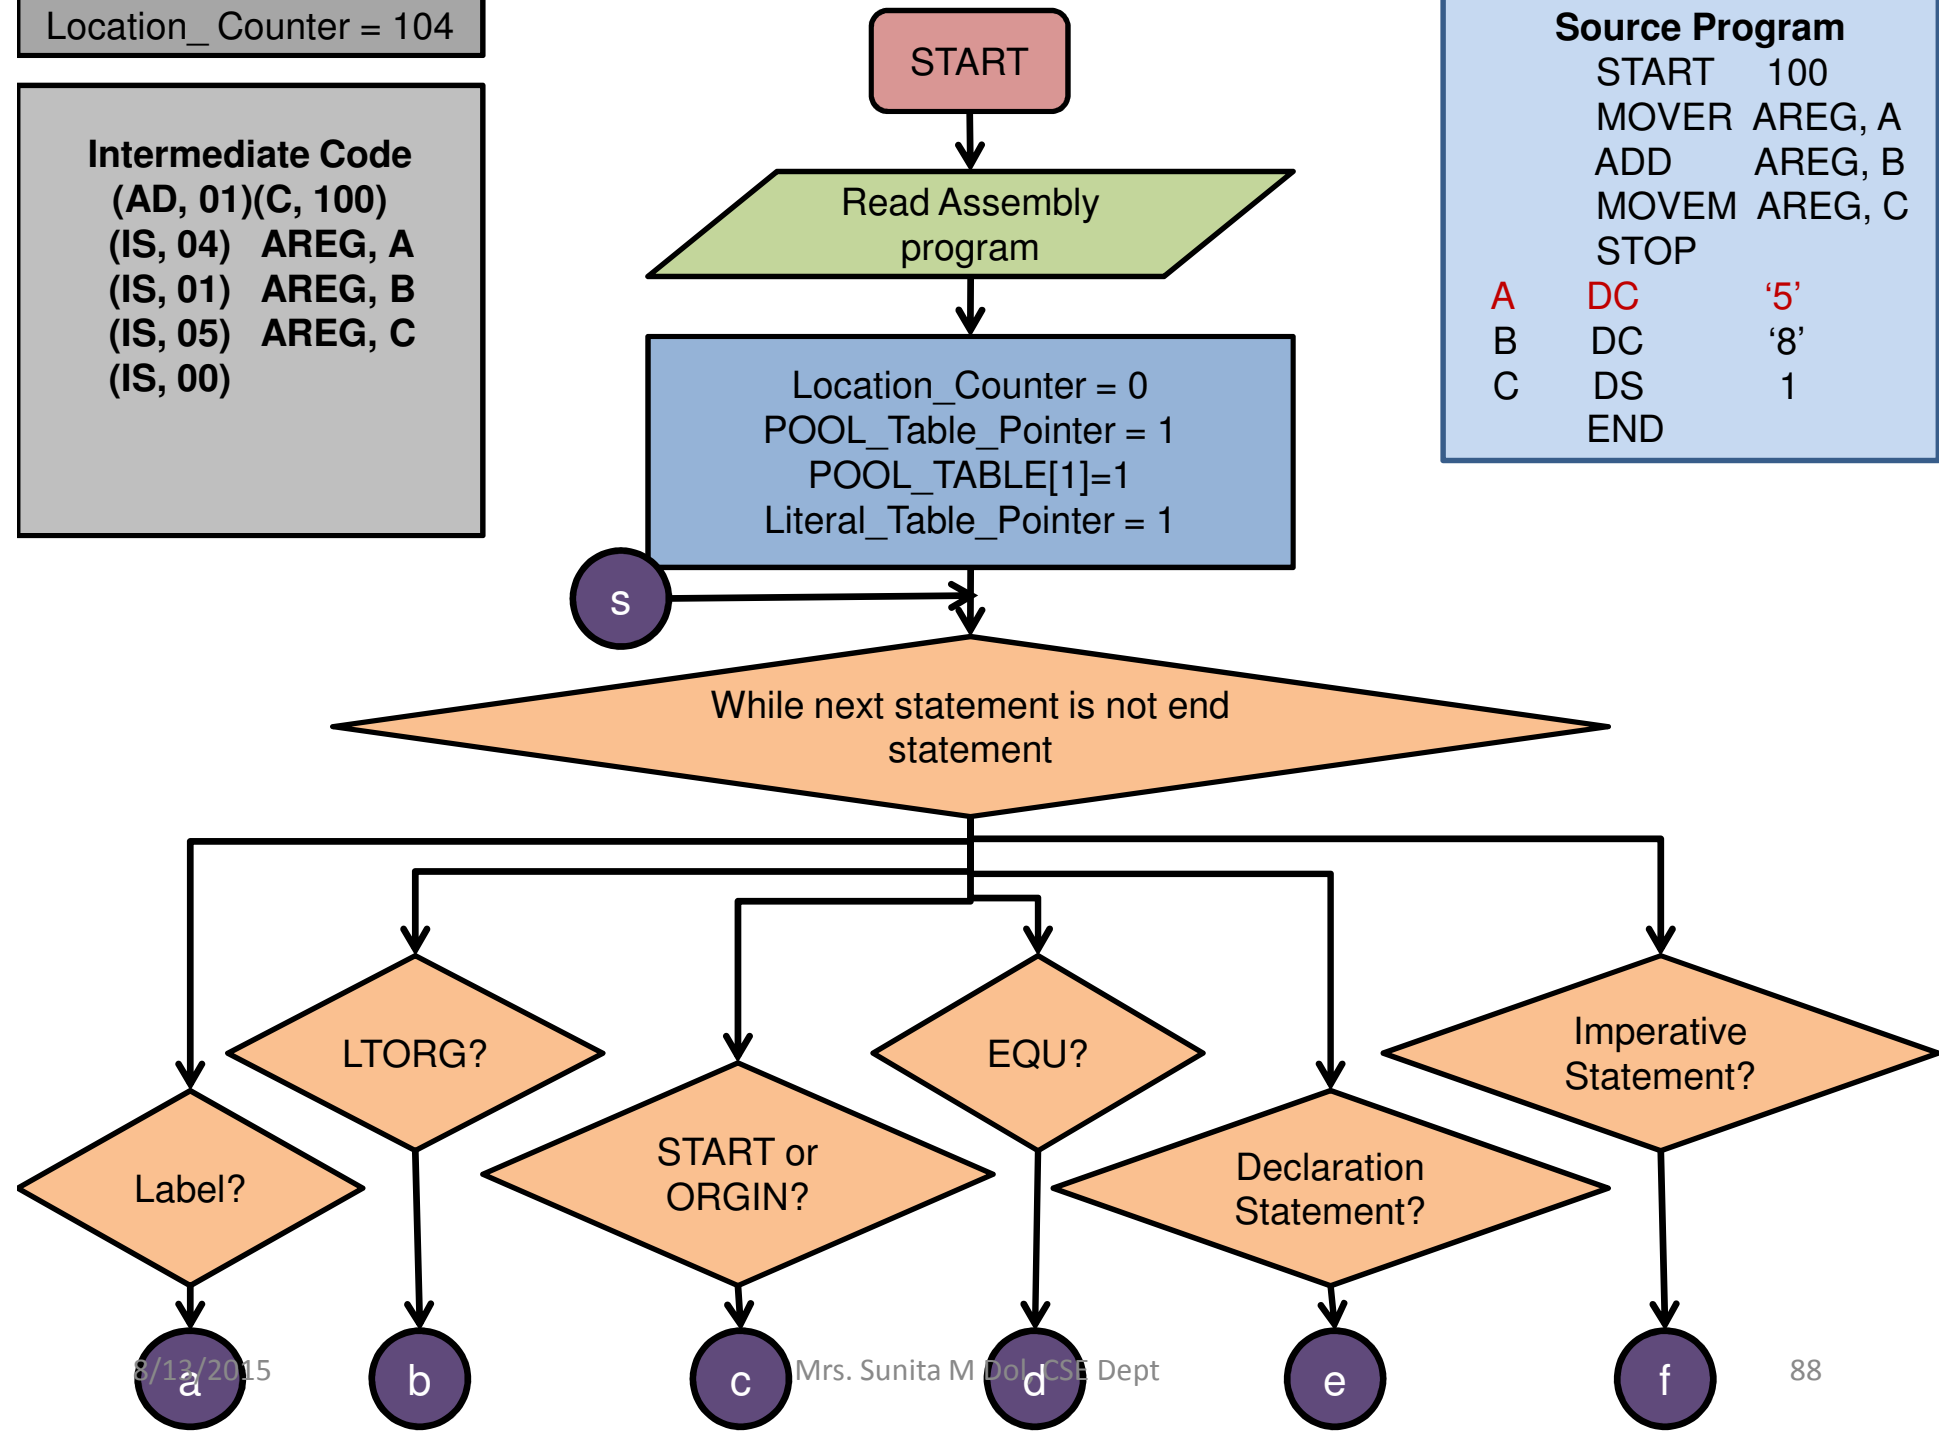 Location_ Counter = 104
Intermediate Code
(AD, 01)(C, 100)
(IS, 04) AREG, A
(IS, 01) AREG, B
(IS, 05) AREG, C
(IS, 00)
START
Read Assembly
program
Location_Counter = 0
POOL_Table_Pointer = 1
POOL_TABLE[1]=1
Literal_Table_Pointer = 1
Source Program
START 100
MOVER AREG, A
ADD AREG, B
MOVEM AREG, C
STOP
A DC ‘5’
B DC ‘8’
C DS 1
END
s
While next statement is not end
statement
Label?
LTORG?
START or
ORGIN?
EQU?
Declaration
Statement?
Imperative
Statement?
a
b
c
d
e
f
8/13/2015
Mrs. Sunita M Dol, CSE Dept
88